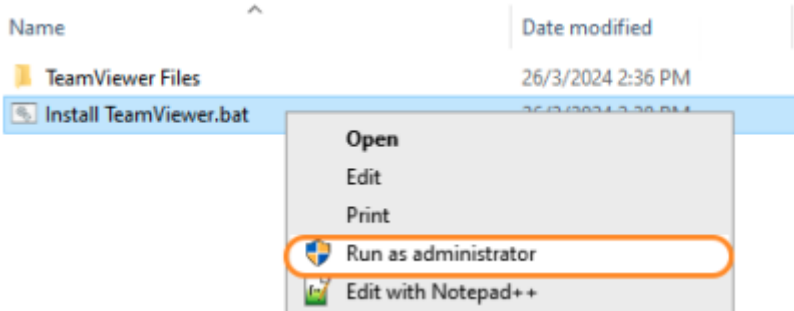 Name Date modified
TeamViewer Files 26/3/2024 2:36 PM
Install TeamViewer.bat
Open
Edit
Print
Run as administrator
Edit with Notepad++